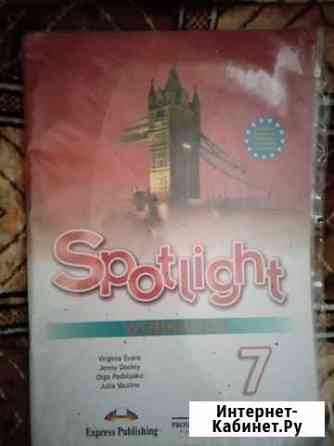 Spotlight
Virginia Evans
Jenny Dooley
Olga Podolyako
Julia Vaulina
7
Express Publishing
Интернет-
Кабинет.Ру